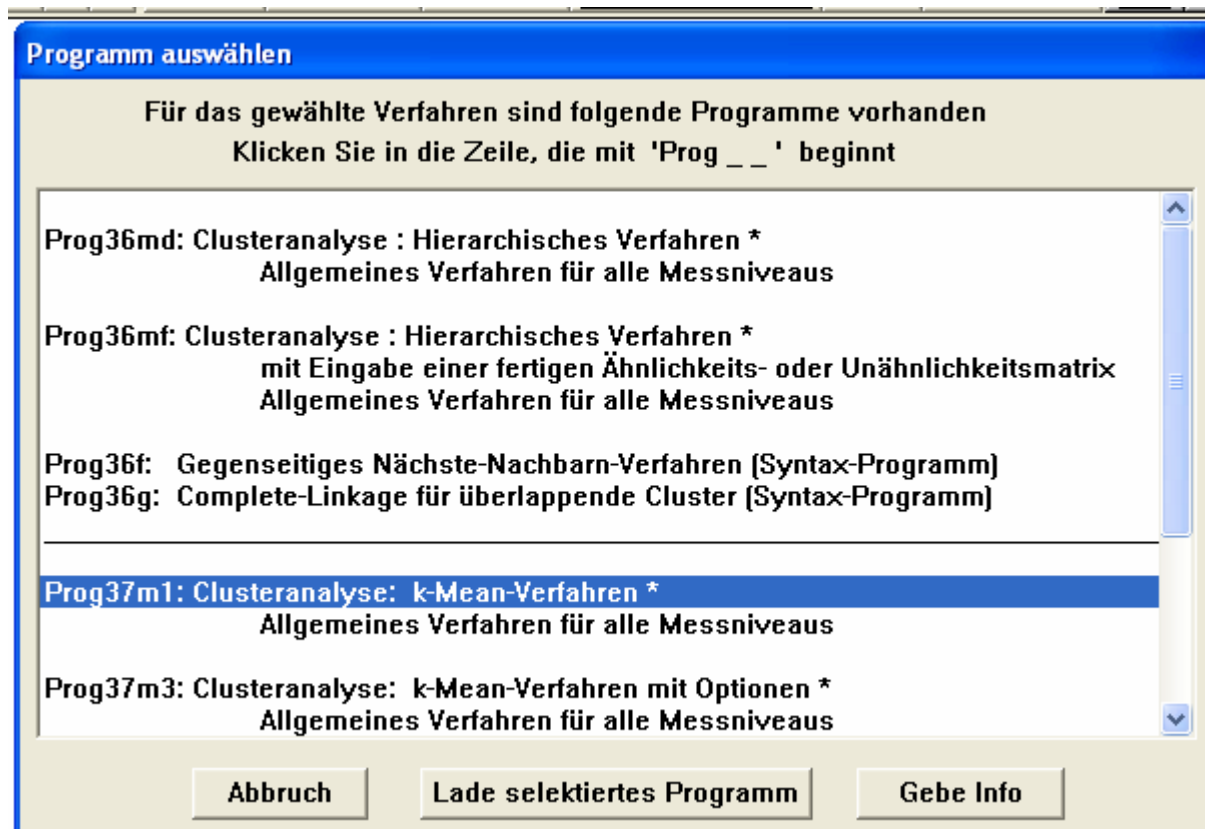 Programm auswählen
Für das gewählte Verfahren sind folgende Programme vorhanden
Klicken Sie in die Zeile, die mit 'Prog _ _ ' beginnt
Prog36md: Clusteranalyse : Hierarchisches Verfahren *
Allgemeines Verfahren für alle Messniveaus
Prog36mf: Clusteranalyse : Hierarchisches Verfahren *
mit Eingabe einer fertigen Ähnlichkeits- oder Unähnlichkeitsmatrix
Allgemeines Verfahren für alle Messniveaus
Prog36f: Gegenseitiges Nächste-Nachbarn-Verfahren (Syntax-Programm)
Prog36g: Complete-Linkage für überlappende Cluster (Syntax-Programm)
Prog37m1: Clusteranalyse: k-Mean-Verfahren *
Allgemeines Verfahren für alle Messniveaus
Prog37m3: Clusteranalyse: k-Mean-Verfahren mit Optionen *
Allgemeines Verfahren für alle Messniveaus
Abbruch Lade selektiertes Programm Gebe Info